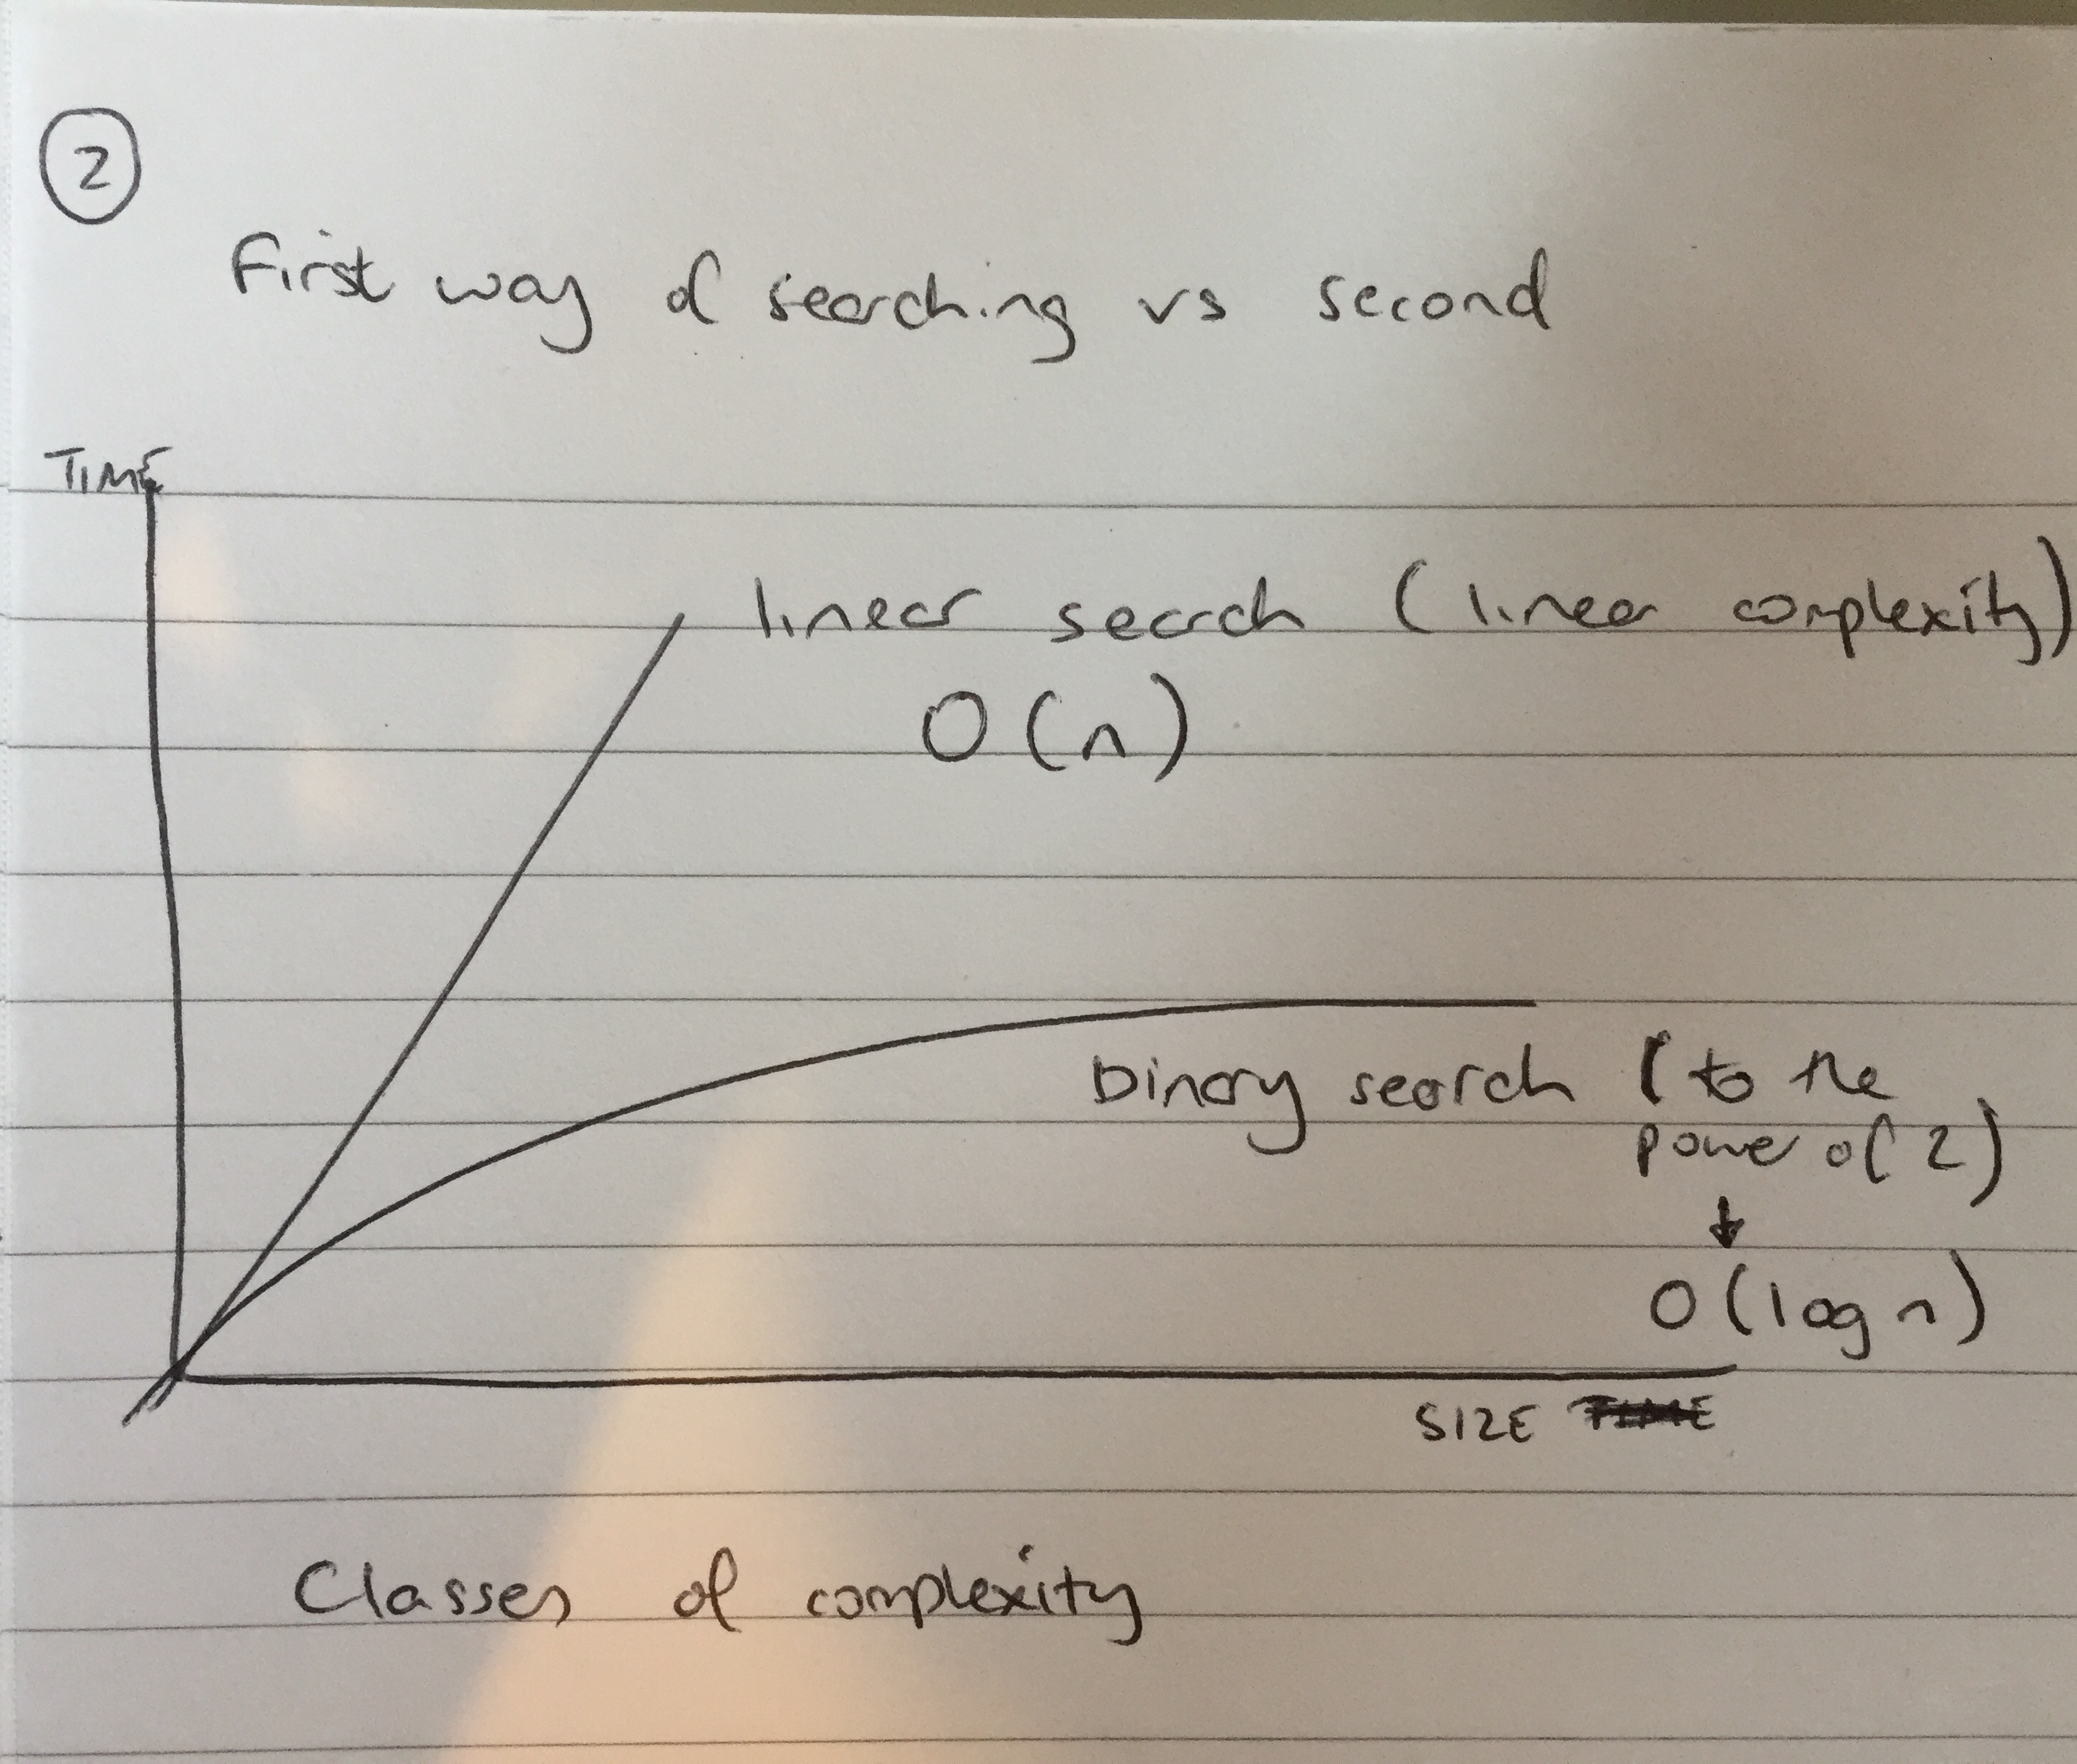 2
First way of searching vs second
TIME
linear search (linear complexity)
O(n)
binary search (to the
power of 2)
↓
O(log n)
SIZE TIME
Classes of complexity